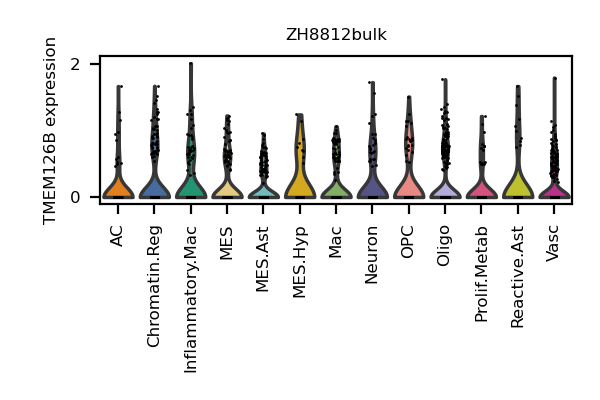 ZH8812bulk
TMEM126B expression
2
0
AC
Chromatin.Reg
Inflammatory.Mac
MES
MES.Ast
MES.Hyp
Mac
Neuron
OPC
Oligo
Prolif.Metab
Reactive.Ast
Vasc